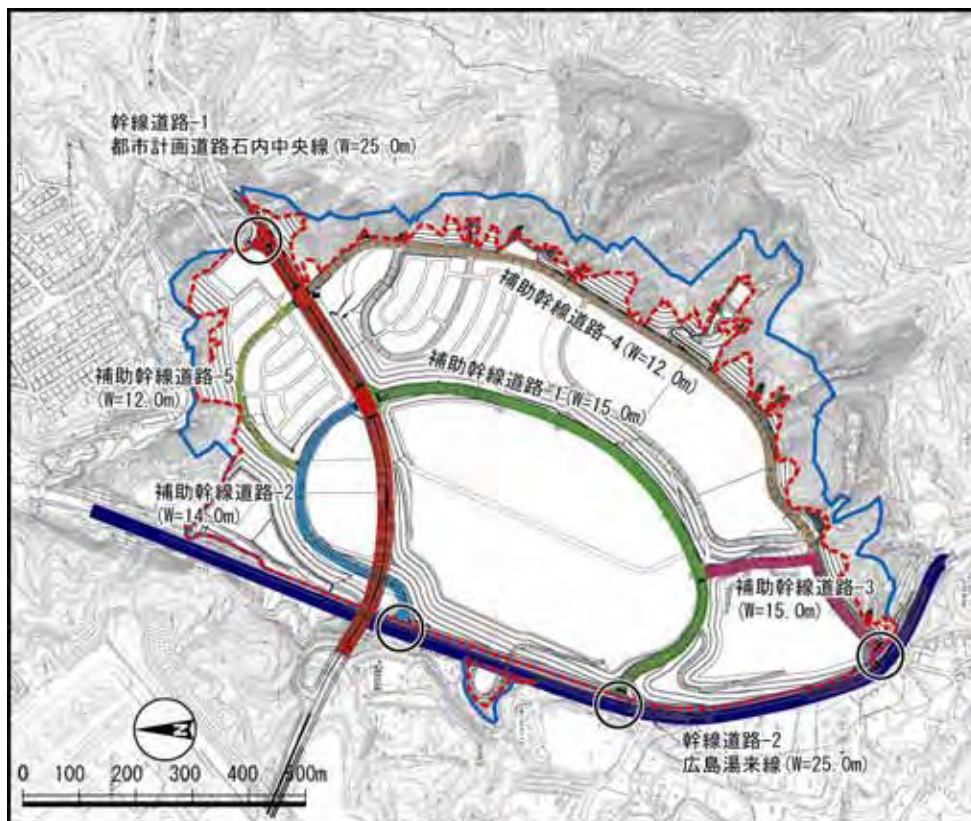 幹線道路-1
都市計画道路石内中央線(W=25.0m)
補助幹線道路-4(W=12.0m)
補助幹線道路-1(W=15.0m)
補助幹線道路-5
(W=12.0m)
補助幹線道路-2
(W=14.0m)
補助幹線道路-3
(W=15.0m)
N
0 100 200 300 400 500m
幹線道路-2
広島湯来線(W=25.0m)